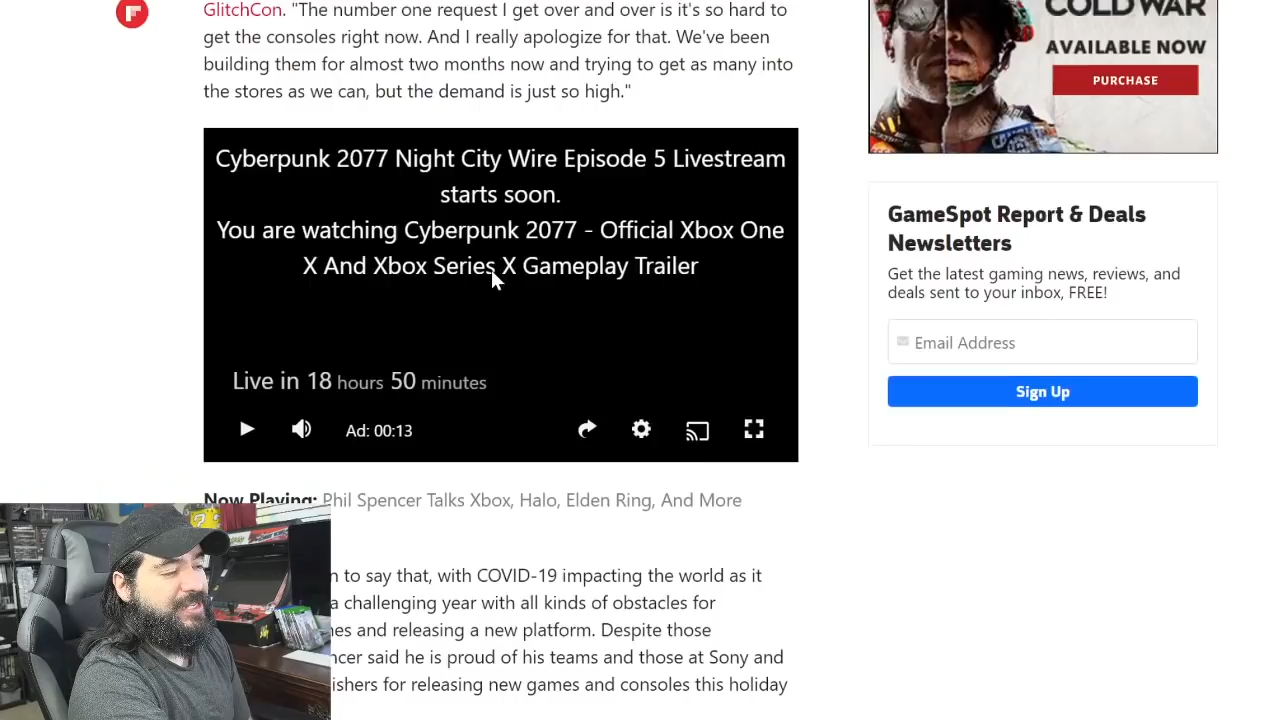 GlitchCon. "The number one request I get over and over is it's so hard to
get the consoles right now. And I really apologize for that. We've been
building them for almost two months now and trying to get as many into
the stores as we can, but the demand is just so high."
Cyberpunk 2077 Night City Wire Episode 5 Livestream
starts soon.
You are watching Cyberpunk 2077 - Official Xbox One
X And Xbox Series X Gameplay Trailer
Live in 18 hours 50 minutes
Ad: 00:13
Now Playing: Phil Spencer Talks Xbox, Halo, Elden Ring, And More
to say that, with COVID-19 impacting the world as it
a challenging year with all kinds of obstacles for
and releasing a new platform. Despite those
said he is proud of his teams and those at Sony and
for releasing new games and consoles this holiday
COLD WAR
AVAILABLE NOW
PURCHASE
GameSpot Report & Deals
Newsletters
Get the latest gaming news, reviews, and
deals sent to your inbox, FREE!
Email Address
Sign Up